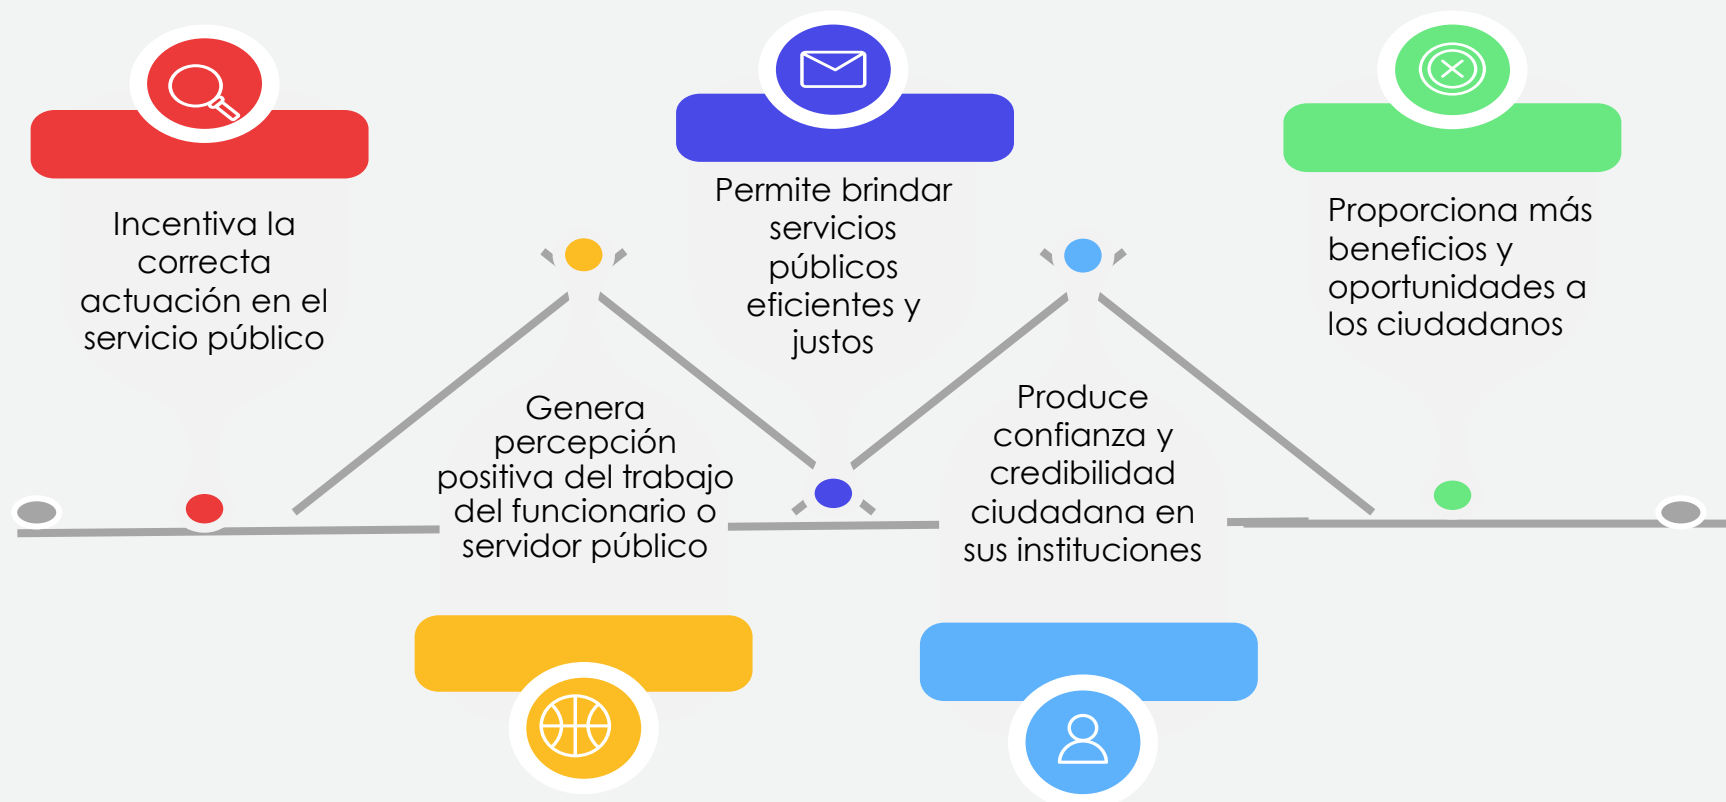 Incentiva la
correcta
actuación en el
servicio público
Genera
percepción
positiva del trabajo
del funcionario o
servidor público
Permite brindar
servicios
públicos
eficientes y
justos
Produce
confianza y
credibilidad
ciudadana en
sus instituciones
Proporciona más
beneficios y
oportunidades a
los ciudadanos